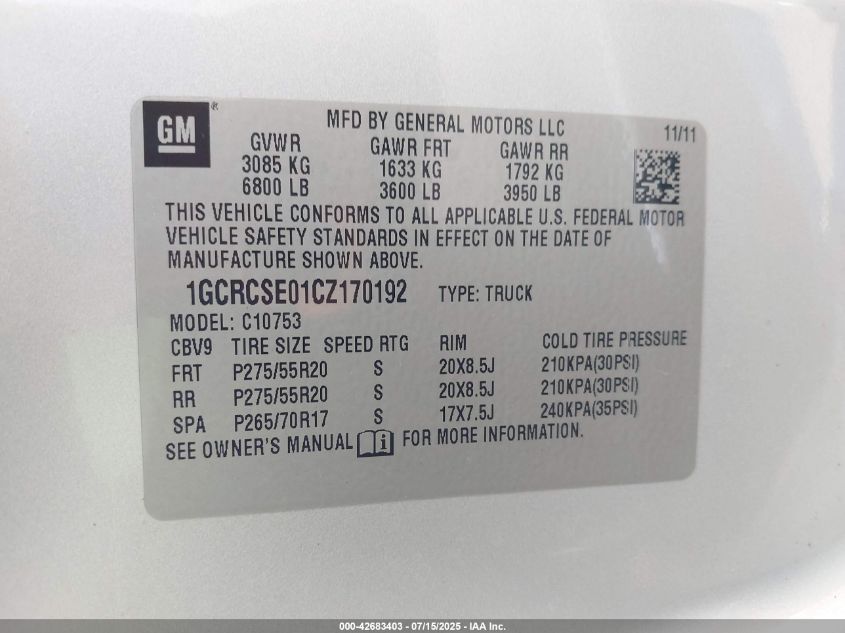 GM ®
MFD BY GENERAL MOTORS LLC 11/11
GVWR GAWR FRT GAWR RR
3085 KG 1633 KG 1792 KG
6800 LB 3600 LB 3950 LB
THIS VEHICLE CONFORMS TO ALL APPLICABLE U.S. FEDERAL MOTOR
VEHICLE SAFETY STANDARDS IN EFFECT ON THE DATE OF
MANUFACTURE SHOWN ABOVE.
1GCRCSE01CZ170192 TYPE: TRUCK
MODEL: C10753
CBV9 TIRE SIZE SPEED RTG RIM COLD TIRE PRESSURE
FRT P275/55R20 S 20X8.5J 210KPA(30PSI)
RR P275/55R20 S 20X8.5J 210KPA(30PSI)
SPA P265/70R17 S 17X7.5J 240KPA(35PSI)
SEE OWNER'S MANUAL i FOR MORE INFORMATION.
000-42683403 - 07/15/2025 - IAA Inc.